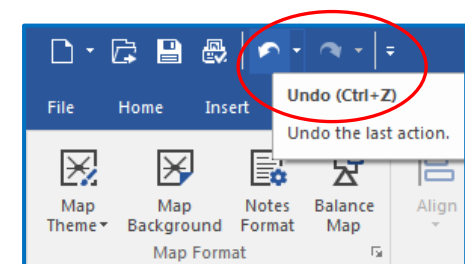 Undo (Ctrl+Z)
Undo the last action.
File Home Insert
Map Theme
Map Background
Notes Format
Balance Map
Align
Map Format